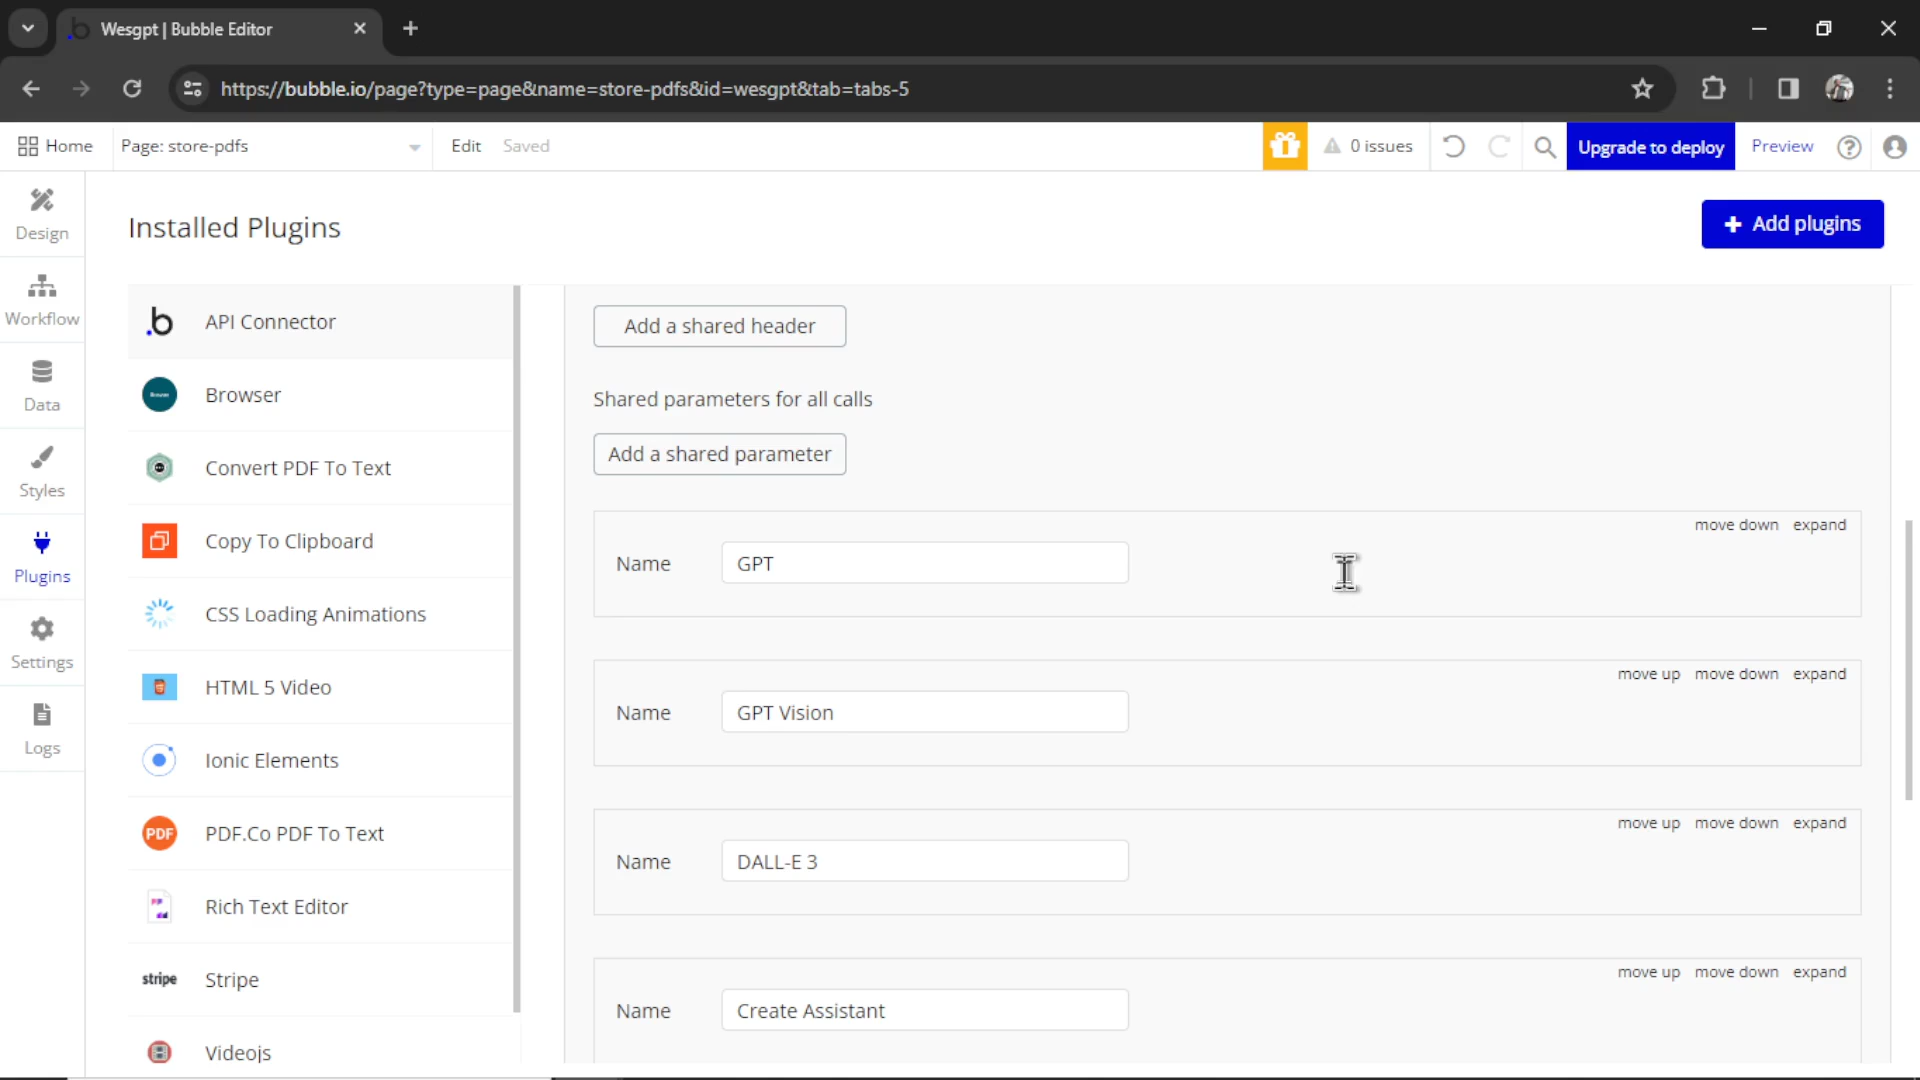 Wesgpt | Bubble Editor
https://bubble.io/page?type=page&name=store-pdfs&id=wesgpt&tab=tabs-5
Home
Page: store-pdfs
Edit
Saved
0 issues
Upgrade to deploy
Preview
Design
Workflow
Data
Styles
Plugins
Settings
Logs
Installed Plugins
Add plugins
API Connector
Browser
Convert PDF To Text
Copy To Clipboard
CSS Loading Animations
HTML 5 Video
Ionic Elements
PDF
PDF.Co PDF To Text
Rich Text Editor
stripe
Stripe
Videojs
Add a shared header
Shared parameters for all calls
Add a shared parameter
move down expand
Name GPT
move up move down expand
Name GPT Vision
move up move down expand
Name DALL-E 3
move up move down expand
Name Create Assistant